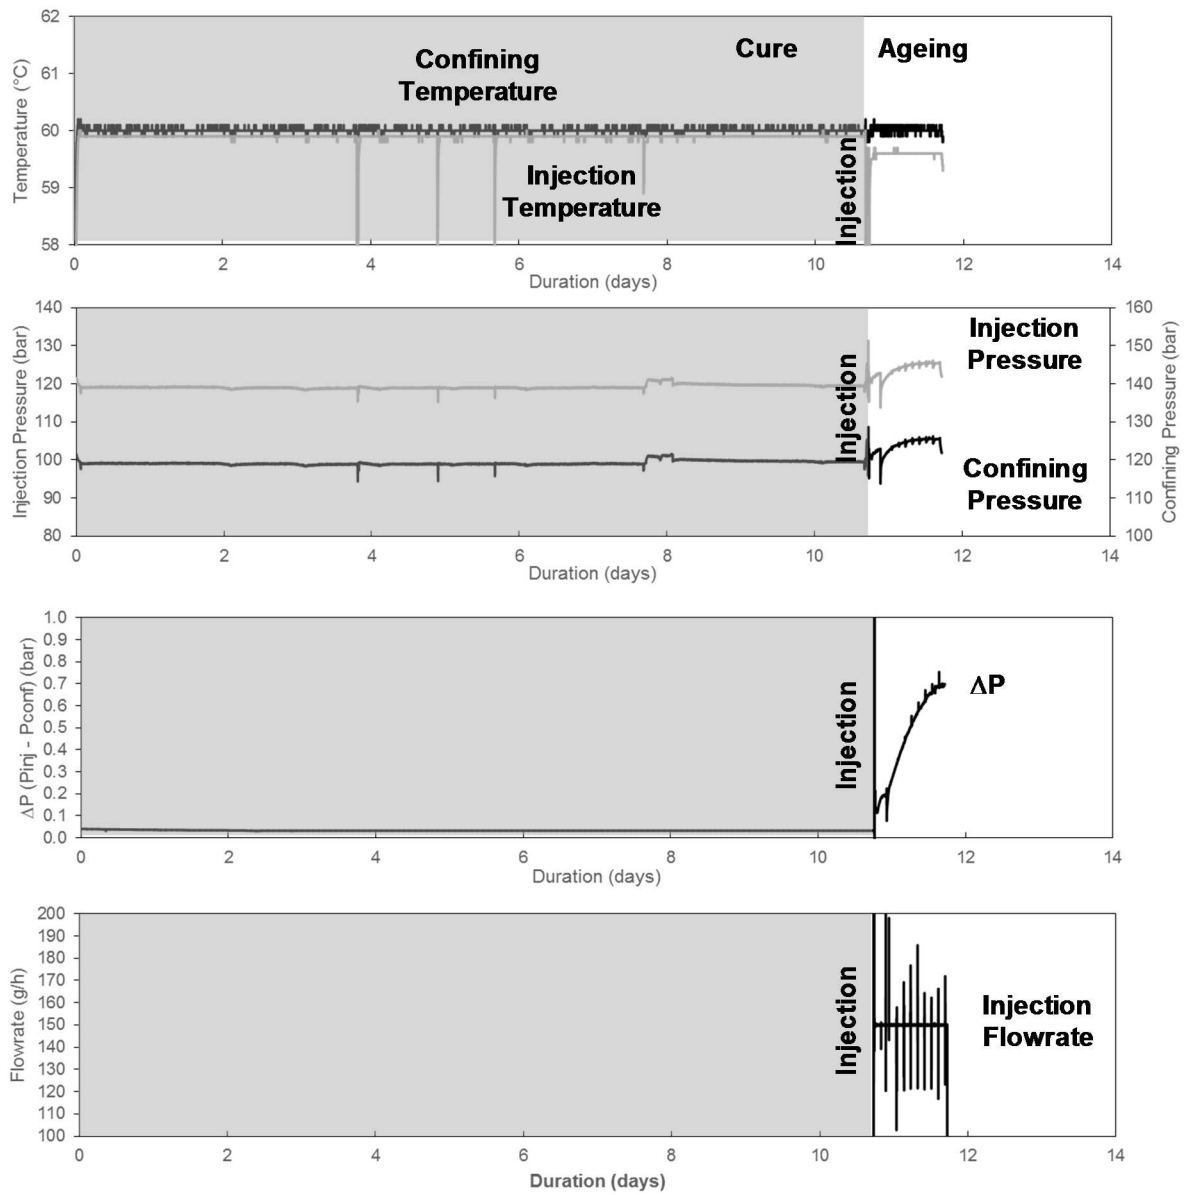 62
61
60
59
58
Temperature (°C)
Confining
Temperature
Cure
Ageing
Injection
Temperature
Injection
0 2 4 6 8 10 12 14
Duration (days)
140
130
120
110
100
90
80
Injection Pressure (bar)
160
150
140
130
120
110
100
Confining Pressure (bar)
Injection
Pressure
Injection
Confining
Pressure
0 2 4 6 8 10 12 14
Duration (days)
1.0
0.9
0.8
0.7
0.6
0.5
0.4
0.3
0.2
0.1
0.0
ΔP (Pinj - Pconf) (bar)
Injection
ΔP
0 2 4 6 8 10 12 14
Duration (days)
200
190
180
170
160
150
140
130
120
110
100
Flowrate (g/h)
Injection
Injection
Flowrate
0 2 4 6 8 10 12 14
Duration (days)